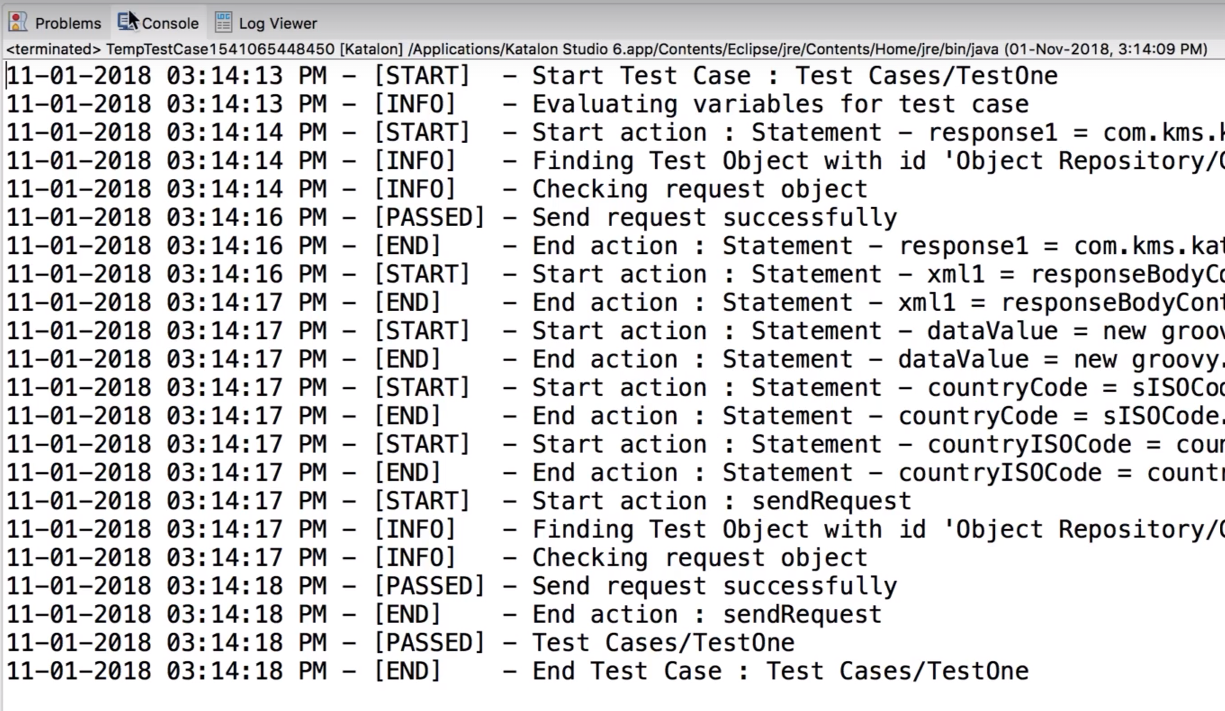 Problems Console Log Viewer
<terminated> TempTestCase1541065448450 [Katalon] /Applications/Katalon Studio 6.app/Contents/Eclipse/jre/Contents/Home/jre/bin/java (01-Nov-2018, 3:14:09 PM)
11-01-2018 03:14:13 PM - [START] - Start Test Case : Test Cases/TestOne
11-01-2018 03:14:13 PM - [INFO] - Evaluating variables for test case
11-01-2018 03:14:14 PM - [START] - Start action : Statement - response1 = com.kms.k
11-01-2018 03:14:14 PM - [INFO] - Finding Test Object with id 'Object Repository/
11-01-2018 03:14:14 PM - [INFO] - Checking request object
11-01-2018 03:14:16 PM - [PASSED] - Send request successfully
11-01-2018 03:14:16 PM - [END] - End action : Statement - response1 = com.kms.kat
11-01-2018 03:14:16 PM - [START] - Start action : Statement - xml1 = responseBodyCo
11-01-2018 03:14:17 PM - [END] - End action : Statement - xml1 = responseBodyCont
11-01-2018 03:14:17 PM - [START] - Start action : Statement - dataValue = new groov
11-01-2018 03:14:17 PM - [END] - End action : Statement - dataValue = new groovy.
11-01-2018 03:14:17 PM - [START] - Start action : Statement - countryCode = sISOCod
11-01-2018 03:14:17 PM - [END] - End action : Statement - countryCode = sISOCode.
11-01-2018 03:14:17 PM - [START] - Start action : Statement - countryISOCode = coun
11-01-2018 03:14:17 PM - [END] - End action : Statement - countryISOCode = countr
11-01-2018 03:14:17 PM - [START] - Start action : sendRequest
11-01-2018 03:14:17 PM - [INFO] - Finding Test Object with id 'Object Repository/
11-01-2018 03:14:17 PM - [INFO] - Checking request object
11-01-2018 03:14:18 PM - [PASSED] - Send request successfully
11-01-2018 03:14:18 PM - [END] - End action : sendRequest
11-01-2018 03:14:18 PM - [PASSED] - Test Cases/TestOne
11-01-2018 03:14:18 PM - [END] - End Test Case : Test Cases/TestOne